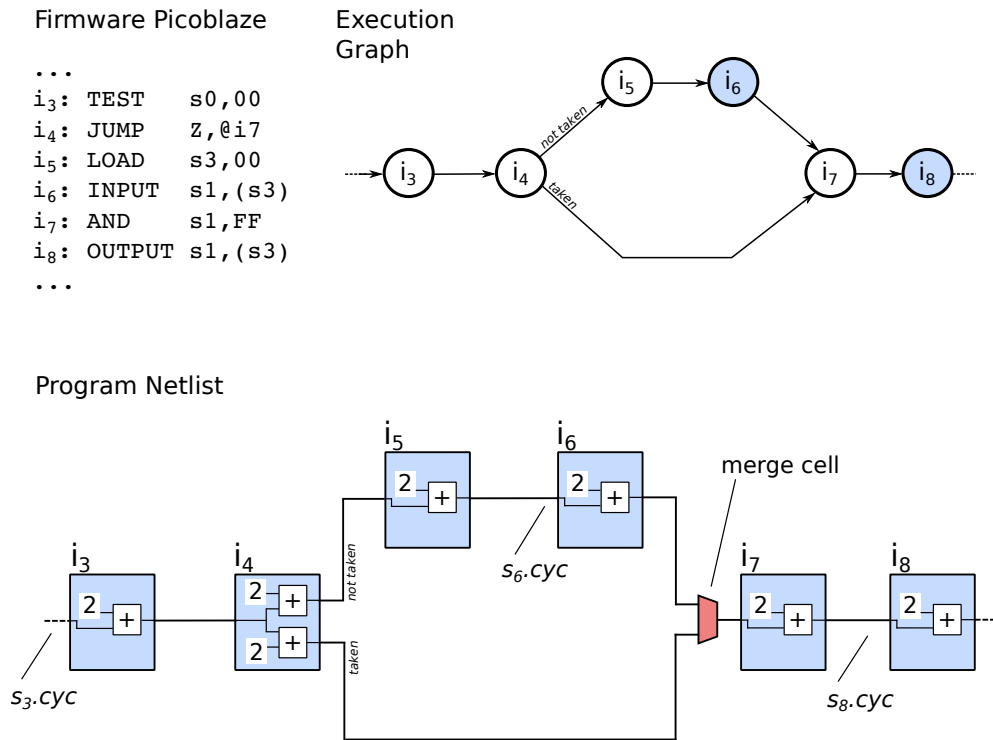 Firmware Picoblaze
...
i3: TEST s0,00
i4: JUMP Z,@i7
i5: LOAD s3,00
i6: INPUT s1,(s3)
i7: AND s1,FF
i8: OUTPUT s1,(s3)
...
Execution
Graph
i3
i4
not taken
taken
i5
i6
i7
i8
Program Netlist
i3
2
+
s3.cyc
i4
2
+
2
+
not taken
taken
i5
2
+
s6.cyc
i6
2
+
merge cell
i7
2
+
s8.cyc
i8
2
+